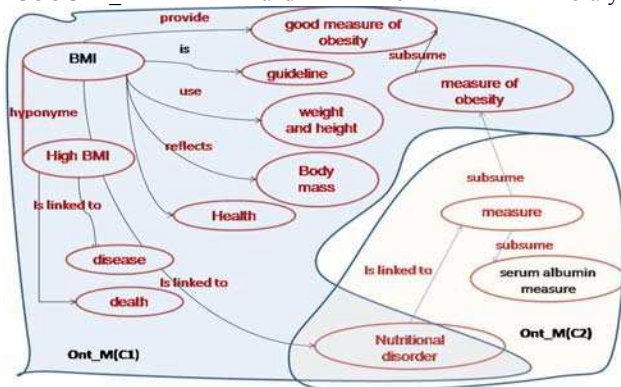 provide
good measure of
obesity
BMI
is
subsume
guideline
measure of
obesity
use
hyponyme
weight
and height
High BMI
reflects
Body
mass
subsume
Is linked to
Health
measure
subsume
disease
Is linked to
Is linked to
serum albumin
measure
death
Nutritional
disorder
Ont_M(C2)
Ont_M(C1)